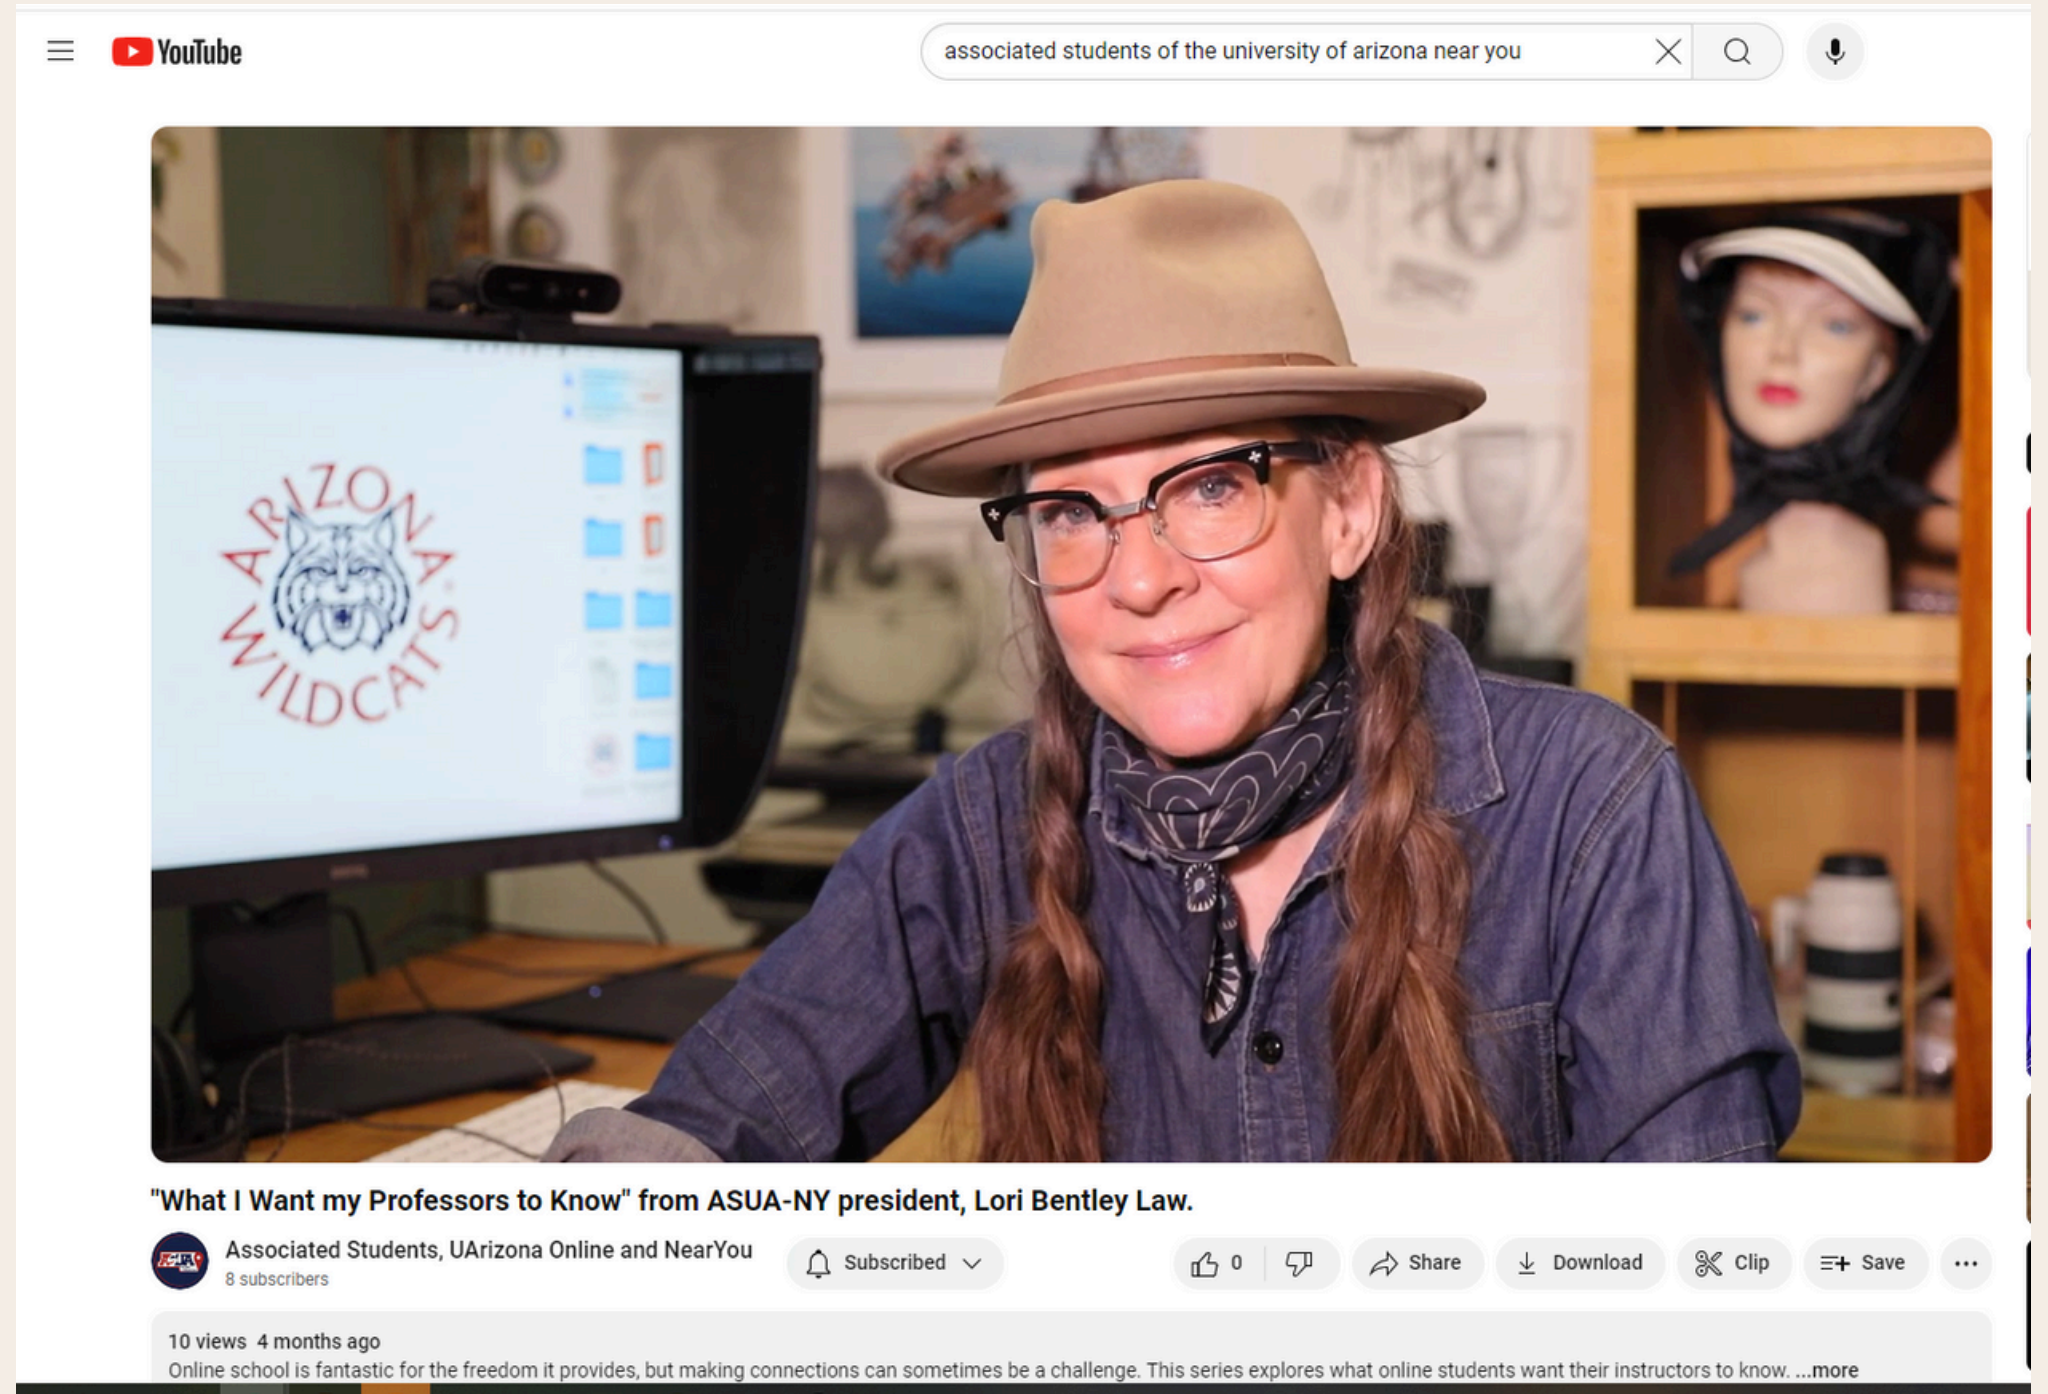 YouTube
associated students of the university of arizona near you
ARIZONA
WILDCATS
"What I Want my Professors to Know" from ASUA-NY president, Lori Bentley Law.
Associated Students, UArizona Online and NearYou
8 subscribers
Subscribed
0
Share
Download
Clip
Save
10 views 4 months ago
Online school is fantastic for the freedom it provides, but making connections can sometimes be a challenge. This series explores what online students want their instructors to know. ...more